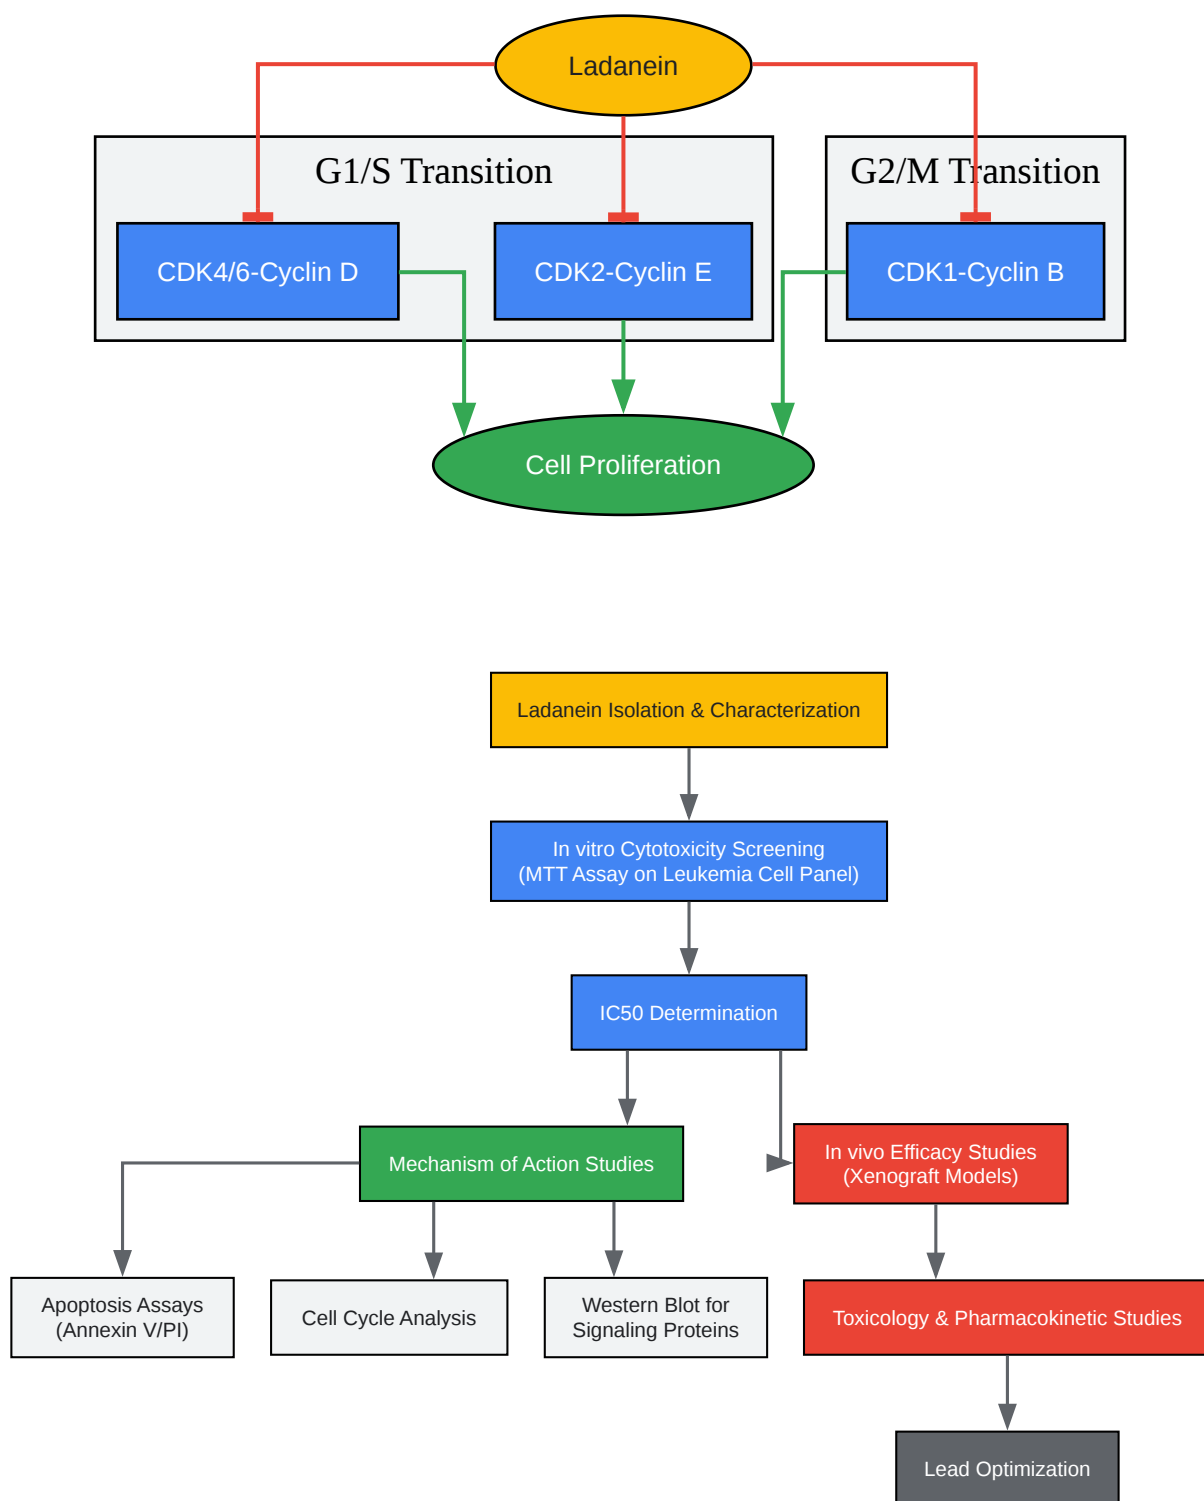 Ladanein
G1/S Transition
G2/M Transition
CDK4/6-Cyclin D
CDK2-Cyclin E
CDK1-Cyclin B
Cell Proliferation
Ladanein Isolation & Characterization
In vitro Cytotoxicity Screening
(MTT Assay on Leukemia Cell Panel)
IC50 Determination
Mechanism of Action Studies
In vivo Efficacy Studies
(Xenograft Models)
Apoptosis Assays
(Annexin V/PI)
Cell Cycle Analysis
Western Blot for
Signaling Proteins
Toxicology & Pharmacokinetic Studies
Lead Optimization